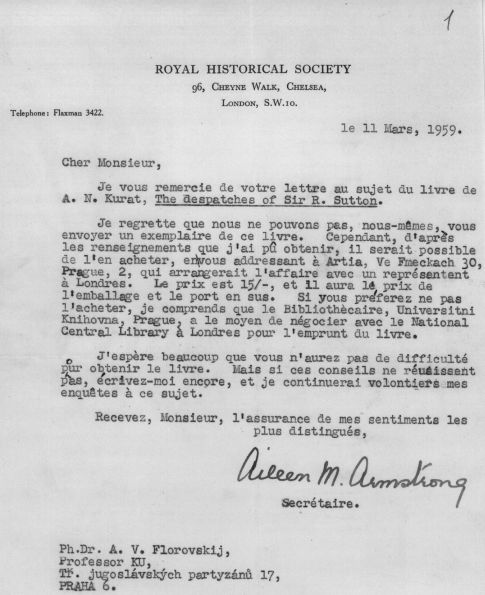 1
ROYAL HISTORICAL SOCIETY
96, Cheyne Walk, Chelsea,
London, S.W.10.
Telephone: Flaxman 3422.
le 11 Mars, 1959.
Cher Monsieur,
Je vous remercie de votre lettre au sujet du livre de
A. N. Kurat, The despatches of Sir R. Sutton.
Je regrette que nous ne pouvons pas, nous-mêmes, vous
envoyer un exemplaire de ce livre. Cependant, d'après
les renseignements que j'ai pû obtenir, il serait possible
de l'en acheter, en vous addressant à Artia, Ve Fmeckach 30,
Prague, 2, qui arrangerait l'affaire avec un représentent
à Londres. Le prix est 15/-, et il aura le prix de
l'emballage et le port en sus. Si vous préferez ne pas
l'acheter, je comprends que le Bibliothècaire, Universitni
Knihovna, Prague, a le moyen de négocier avec le National
Central Library à Londres pour l'emprunt du livre.
J'espère beaucoup que vous n'aurez pas de difficulté
pour obtenir le livre. Mais si ces conseils ne réussissent
pas, écrivez-moi encore, et je continuerai volontiers mes
enquêtes à ce sujet.
Recevez, Monsieur, l'assurance de mes sentiments les
plus distingués,
Aileen M. Armstrong
Secrétaire.
Ph.Dr. A. V. Florovskij,
Professor KU,
Tř. jugoslávských partyzánů 17,
PRAHA 6.